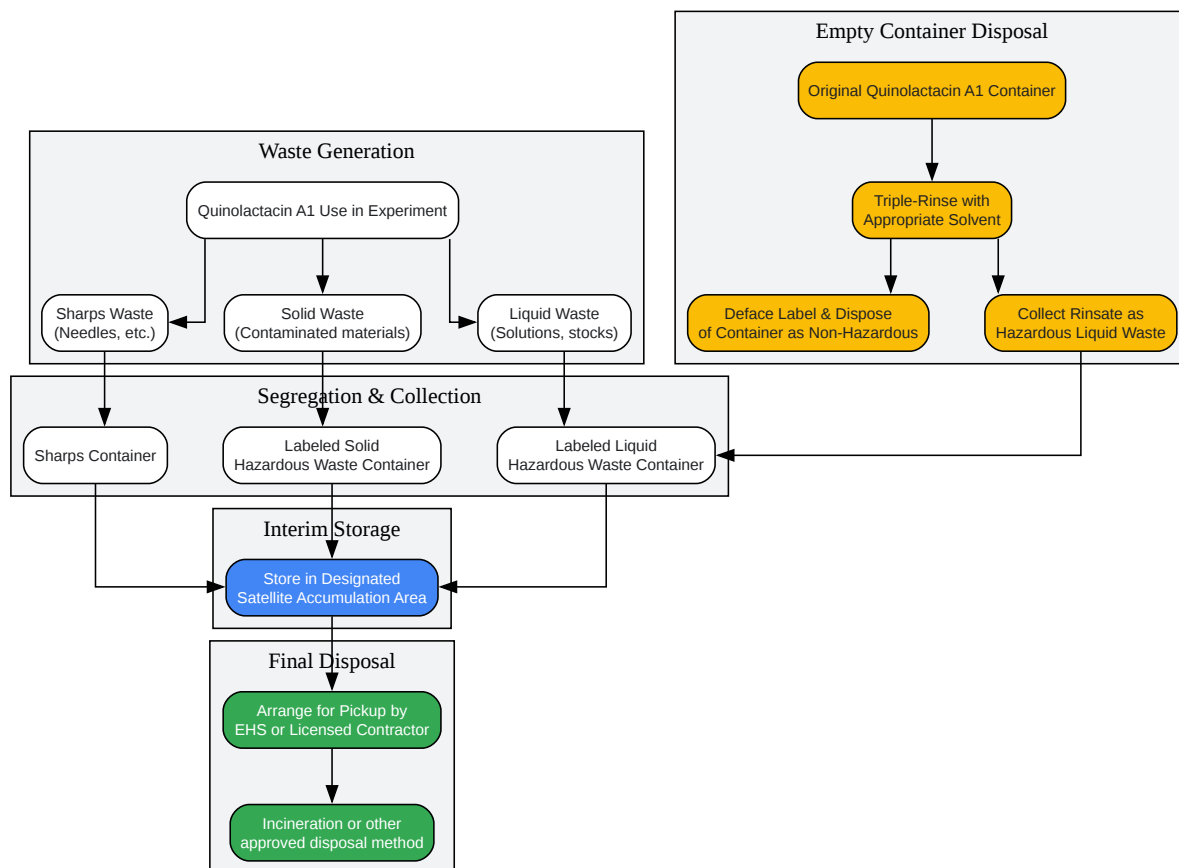 Empty Container Disposal
Original Quinolactacin A1 Container
Triple-Rinse with
Appropriate Solvent
Deface Label & Dispose
of Container as Non-Hazardous
Collect Rinsate as
Hazardous Liquid Waste
Waste Generation
Quinolactacin A1 Use in Experiment
Sharps Waste
(Needles, etc.)
Solid Waste
(Contaminated materials)
Liquid Waste
(Solutions, stocks)
Segregation & Collection
Sharps Container
Labeled Solid
Hazardous Waste Container
Labeled Liquid
Hazardous Waste Container
Interim Storage
Store in Designated
Satellite Accumulation Area
Final Disposal
Arrange for Pickup by
EHS or Licensed Contractor
Incineration or other
approved disposal method